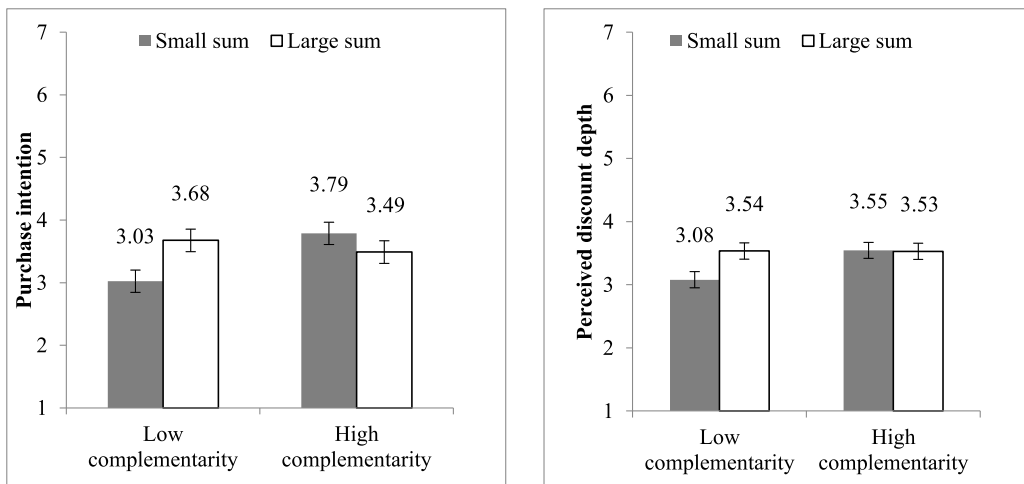 7
6
5
4
3
2
1
Purchase intention
Small sum
Large sum
3.03
3.68
3.79
3.49
Low
complementarity
High
complementarity
7
6
5
4
3
2
1
Perceived discount depth
Small sum
Large sum
3.08
3.54
3.55
3.53
Low
complementarity
High
complementarity